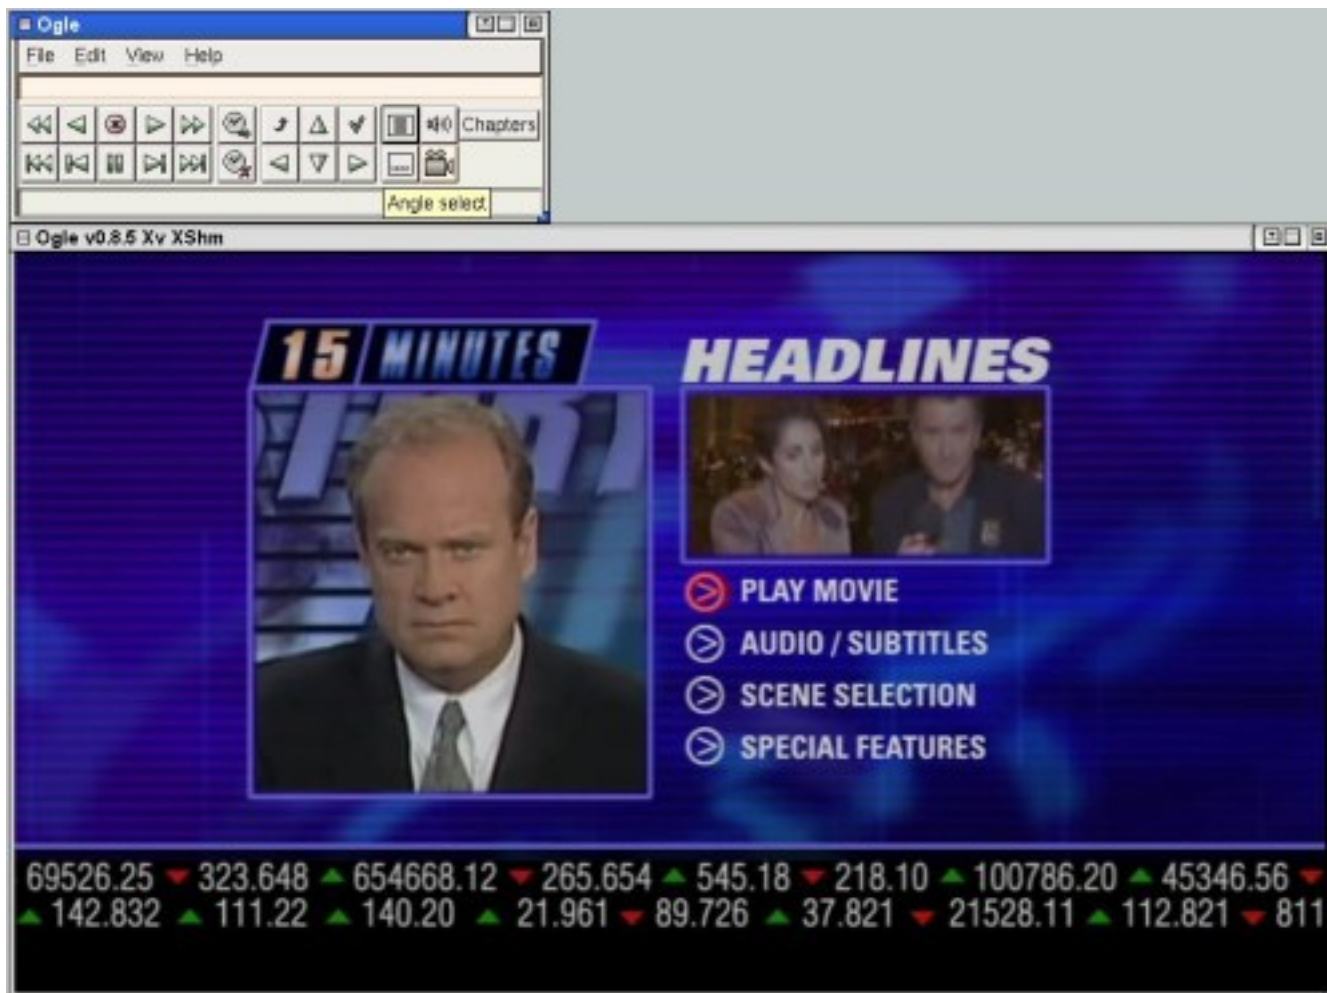 Ogle
File Edit View Help
Chapters
Angle select
Ogle v0.8.5 Xv XShm
15 MINUTES
HEADLINES
PLAY MOVIE
AUDIO / SUBTITLES
SCENE SELECTION
SPECIAL FEATURES
69526.25 323.648 654668.12 265.654 545.18 218.10 100786.20 45346.56
142.832 111.22 140.20 21.961 89.726 37.821 21528.11 112.821 811